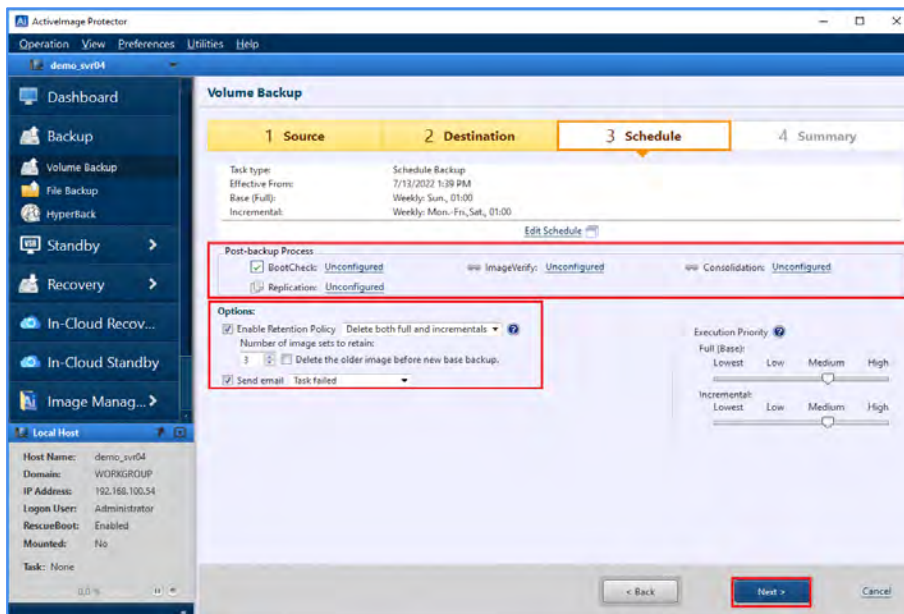 ActiveImage Protector
Operation View Preferences Utilities Help
demo_svr04
Dashboard
Backup
Volume Backup
File Backup
HyperBack
Standby
Recovery
In-Cloud Recov...
In-Cloud Standby
Image Manag...
Local Host
Host Name: demo_svr04
Domain: WORKGROUP
IP Address: 192.168.100.54
Logon User: Administrator
RescueBoot: Enabled
Mounted: No
Task: None
0.0 %
Volume Backup
1 Source 2 Destination 3 Schedule 4 Summary
Task type: Schedule Backup
Effective From: 7/13/2022 1:39 PM
Base (Full): Weekly: Sun., 01:00
Incremental: Weekly: Mon.-Fri.,Sat., 01:00
Edit Schedule
Post-backup Process
BootCheck: Unconfigured ImageVerify: Unconfigured Consolidation: Unconfigured
Replication: Unconfigured
Options:
Enable Retention Policy Delete both full and incrementals
Number of image sets to retain:
3 Delete the older image before new base backup.
Send email Task failed
Execution Priority
Full (Base):
Lowest Low Medium High
Incremental:
Lowest Low Medium High
< Back Next > Cancel